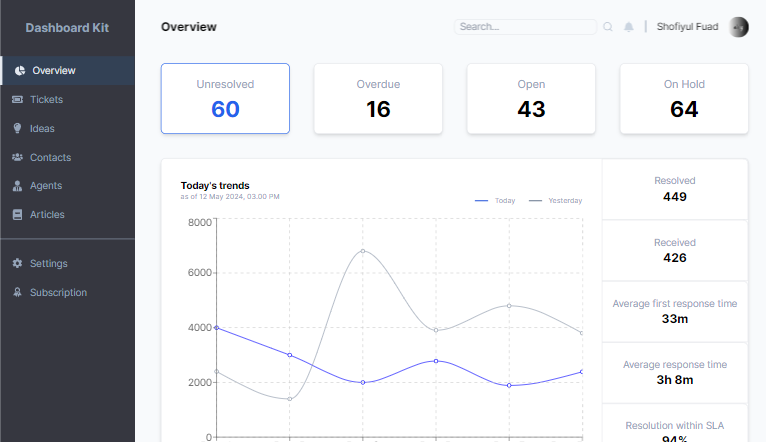 Dashboard Kit
Overview
Tickets
Ideas
Contacts
Agents
Articles
Settings
Subscription
Overview
Search...
Shofiyul Fuad
Unresolved
60
Overdue
16
Open
43
On Hold
64
Today's trends
as of 12 May 2024, 03.00 PM
Today
Yesterday
8000
6000
4000
2000
0
Resolved
449
Received
426
Average first response time
33m
Average response time
3h 8m
Resolution within SLA
94%